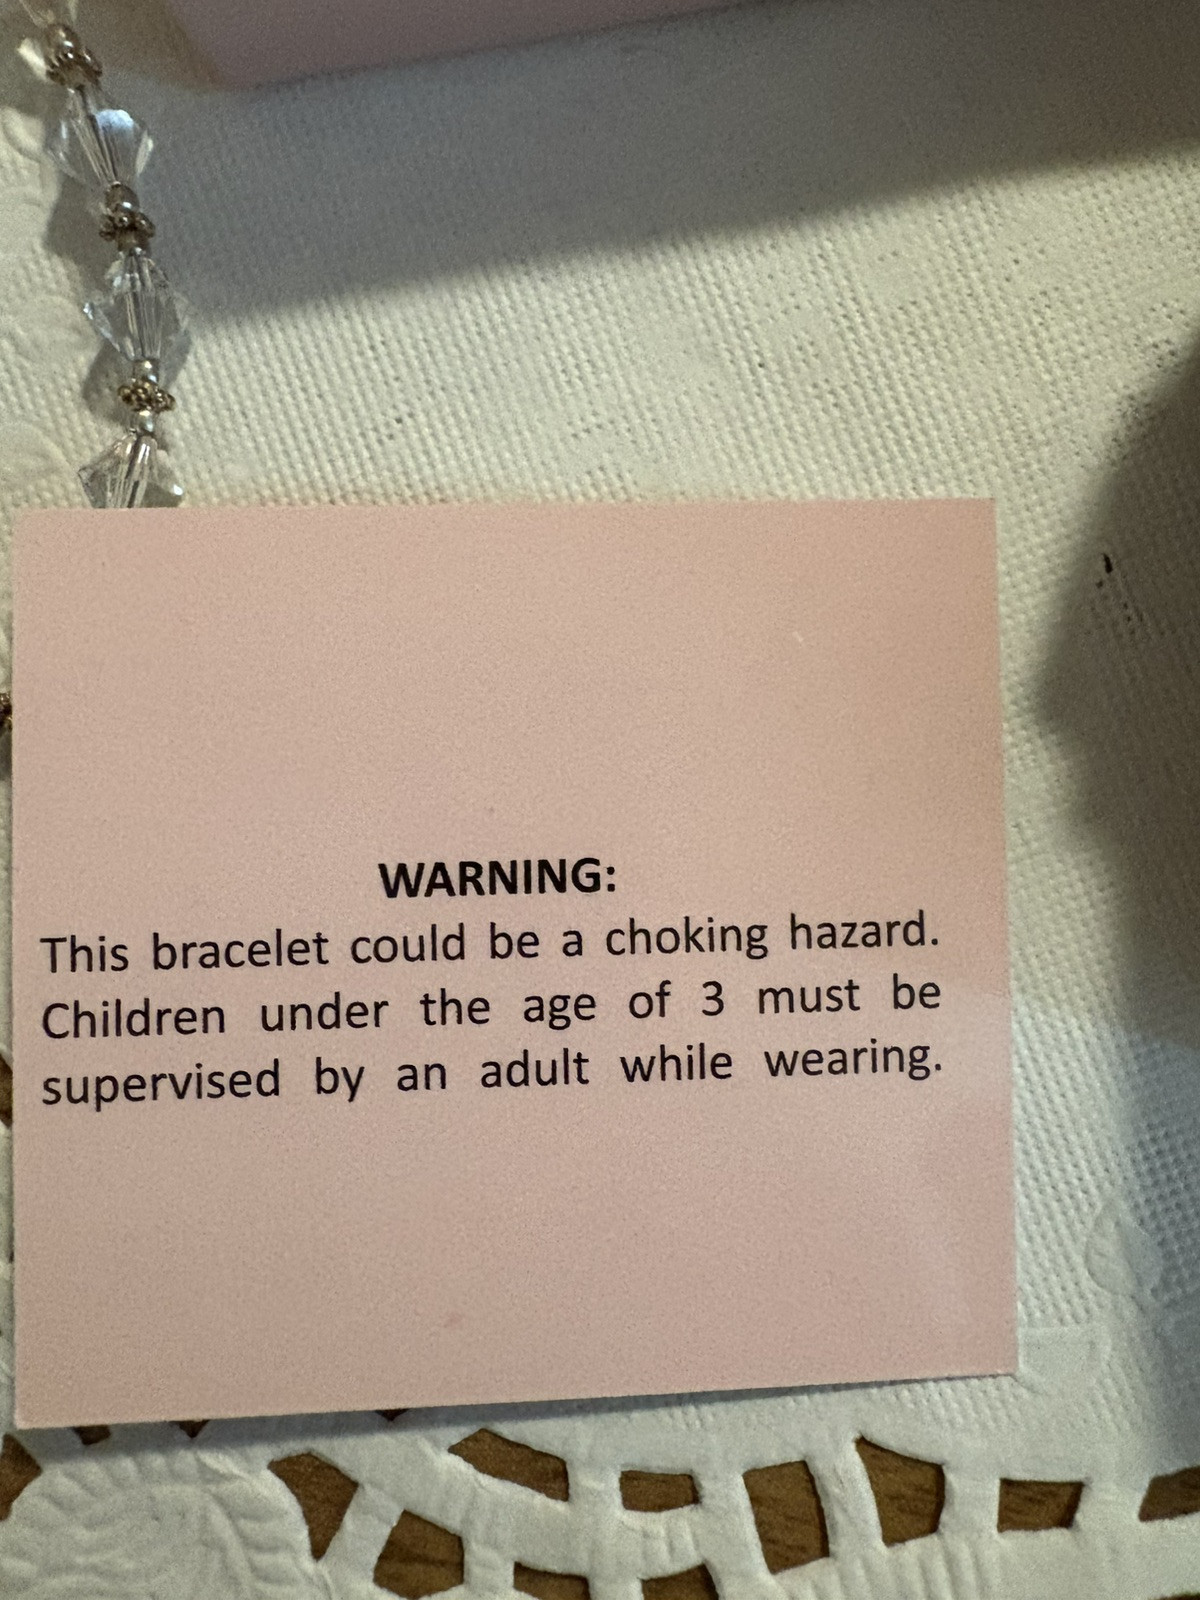 WARNING:
This bracelet could be a choking hazard.
Children under the age of 3 must be
supervised by an adult while wearing.